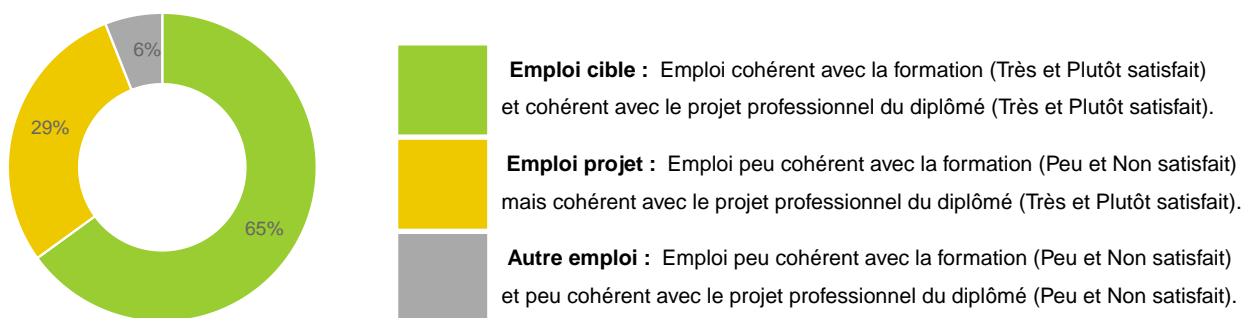 6%
29%
65%
Emploi cible : Emploi cohérent avec la formation (Très et Plutôt satisfait)
et cohérent avec le projet professionnel du diplômé (Très et Plutôt satisfait).
Emploi projet : Emploi peu cohérent avec la formation (Peu et Non satisfait)
mais cohérent avec le projet professionnel du diplômé (Très et Plutôt satisfait).
Autre emploi : Emploi peu cohérent avec la formation (Peu et Non satisfait)
et peu cohérent avec le projet professionnel du diplômé (Peu et Non satisfait).